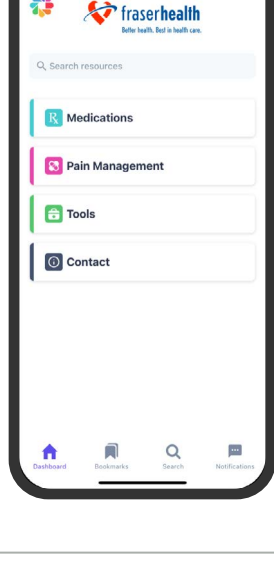 fraserhealth
Better health. Best in health care.
Search resources
Medications
Pain Management
Tools
Contact
Dashboard
Bookmarks
Search
Notifications